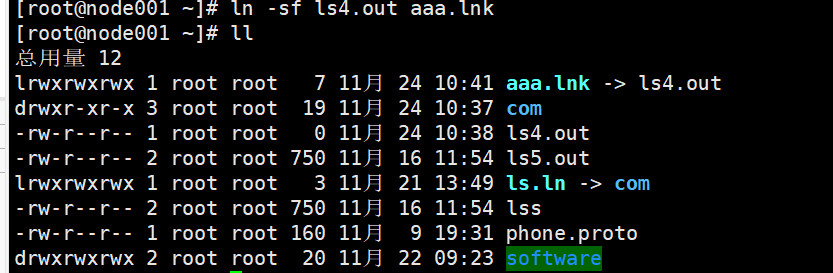 [root@node001 ~]# ln -sf ls4.out aaa.lnk
[root@node001 ~]# ll
总用量 12
lrwxrwxrwx 1 root root   7 11月 24 10:41 aaa.lnk -> ls4.out
drwxr-xr-x 3 root root  19 11月 24 10:37 com
-rw-r--r-- 1 root root   0 11月 24 10:38 ls4.out
-rw-r--r-- 2 root root 750 11月 16 11:54 ls5.out
lrwxrwxrwx 1 root root   3 11月 21 13:49 ls.ln -> com
-rw-r--r-- 2 root root 750 11月 16 11:54 lss
-rw-r--r-- 1 root root 160 11月  9 19:31 phone.proto
drwxrwxrwx 2 root root  20 11月 22 09:23 software